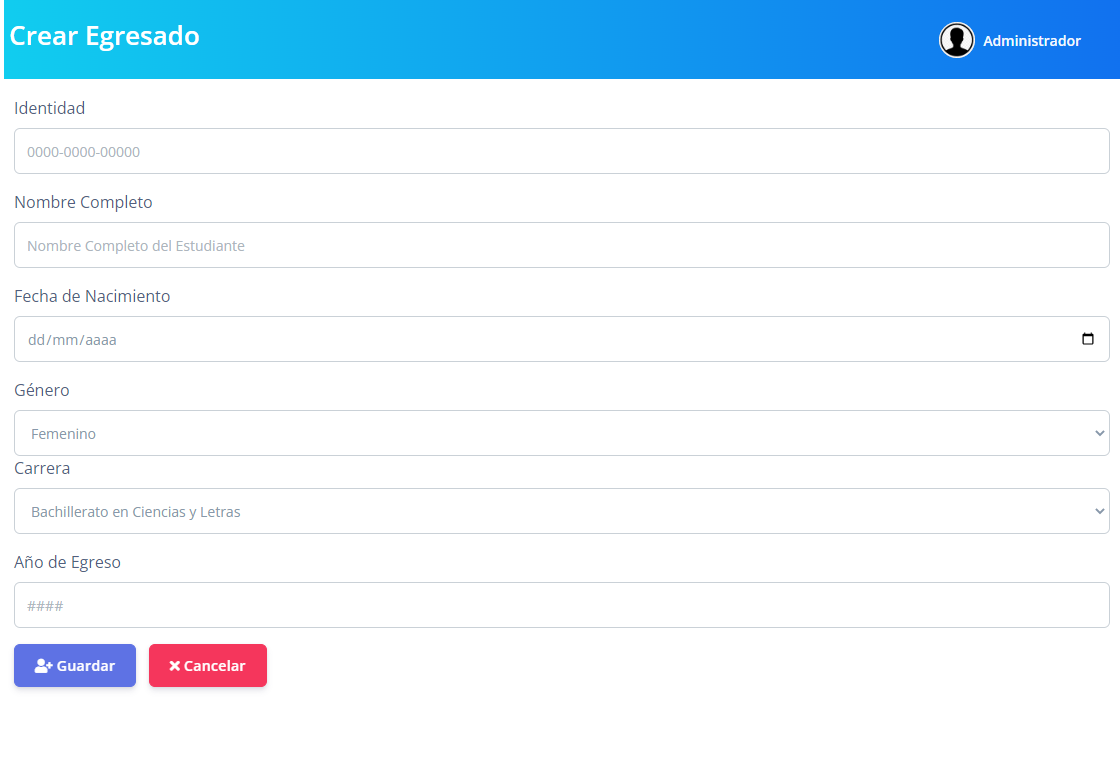 Crear Egresado
Administrador
Identidad
0000-0000-00000
Nombre Completo
Nombre Completo del Estudiante
Fecha de Nacimiento
dd/mm/aaaa
Género
Femenino
Carrera
Bachillerato en Ciencias y Letras
Año de Egreso
####
Guardar
Cancelar